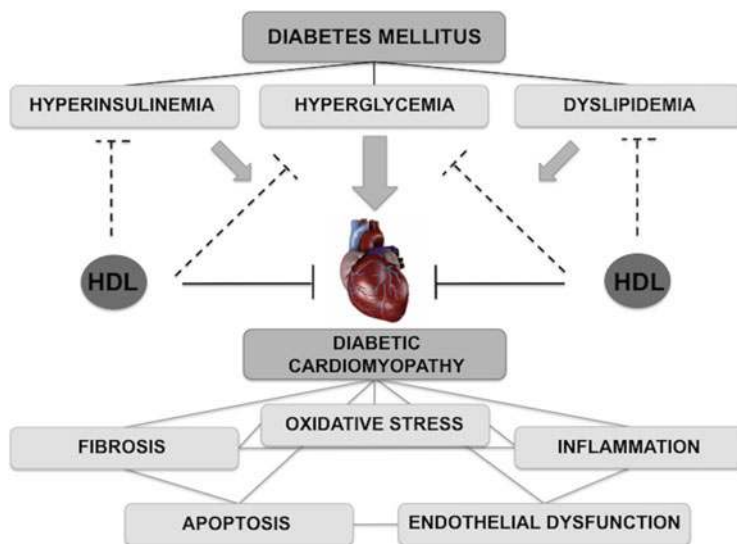 DIABETES MELLITUS
HYPERINSULINEMIA
HYPERGLYCEMIA
DYSLIPIDEMIA
HDL
HDL
DIABETIC
CARDIOMYOPATHY
OXIDATIVE STRESS
FIBROSIS
INFLAMMATION
APOPTOSIS
ENDOTHELIAL DYSFUNCTION